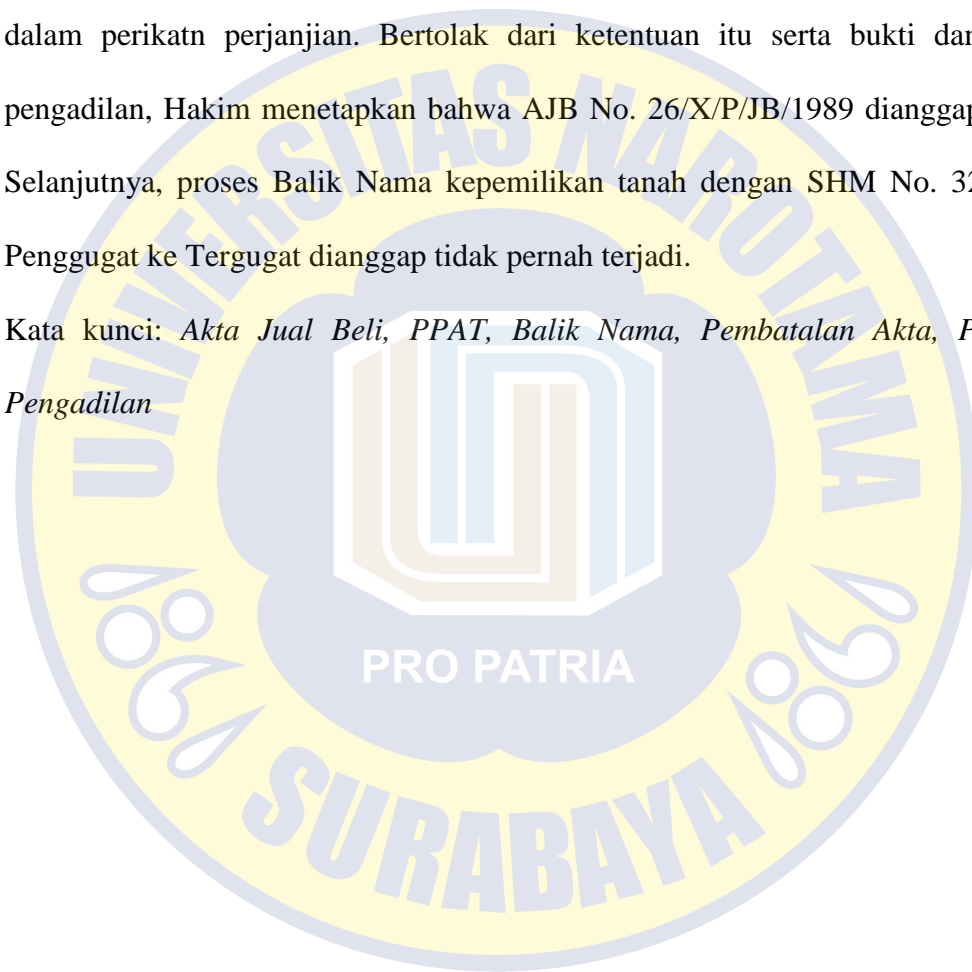 dalam perikatn perjanjian. Bertolak dari ketentuan itu serta bukti dan
pengadilan, Hakim menetapkan bahwa AJB No. 26/X/P/JB/1989 dianggap
Selanjutnya, proses Balik Nama kepemilikan tanah dengan SHM No.
Penggugat ke Tergugat dianggap tidak pernah terjadi.
Kata kunci: Akta Jual Beli, PPAT, Balik Nama, Pembatalan Akta,
Pengadilan
UNIVERSITAS NAROTAMA
PRO PATRIA
SURABAYA